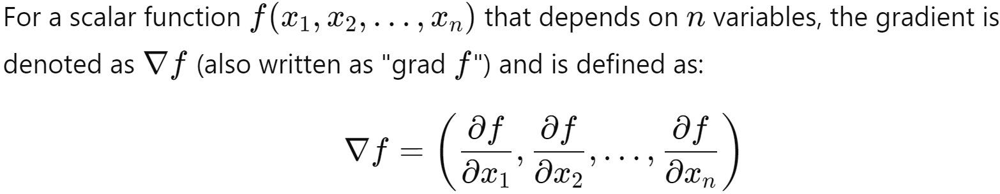 For a scalar function f(x₁, x₂, . . . , xₙ) that depends on n variables, the gradient is
denoted as ∇f (also written as "grad f") and is defined as:
∇f = (∂f/∂x₁, ∂f/∂x₂, . . . , ∂f/∂xₙ)